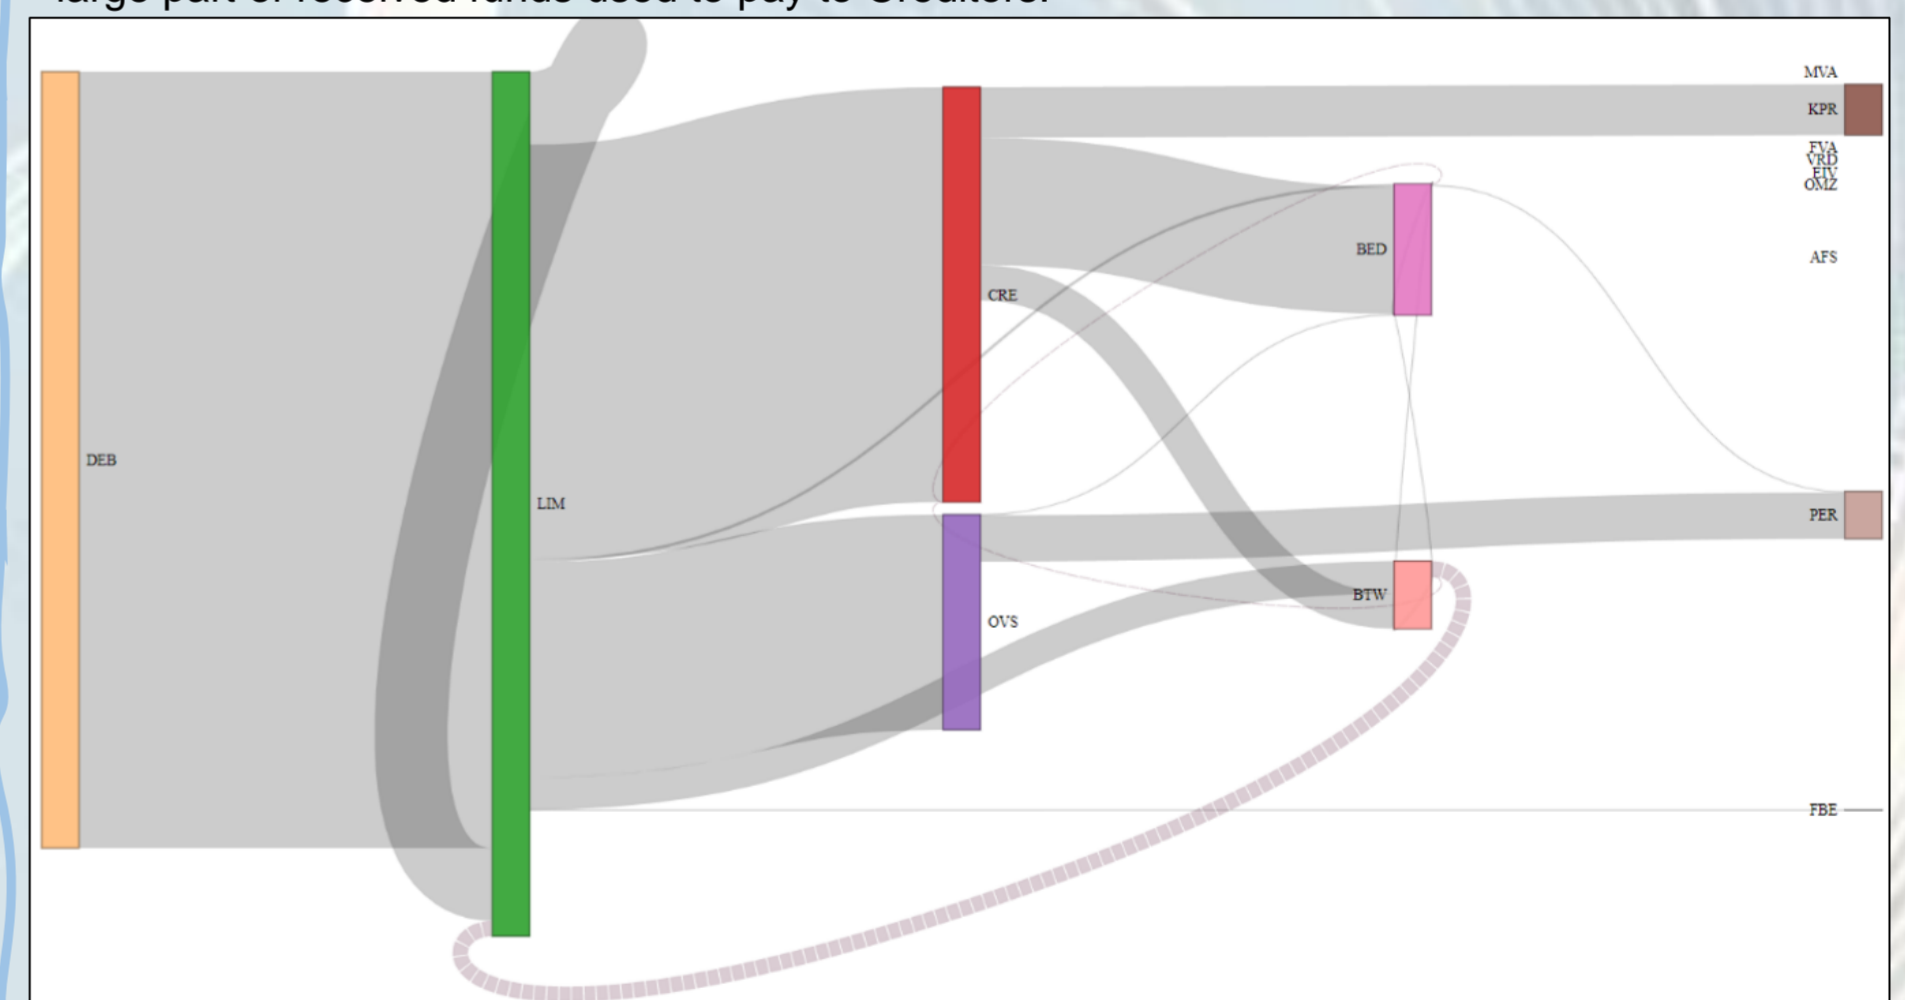 large part of received funds used to pay to Creditors.
MVA
KPR
FVA
VRD
EIV
OMZ
BED
AFS
CRE
DEB
LIM
PER
BTW
OVS
FBE